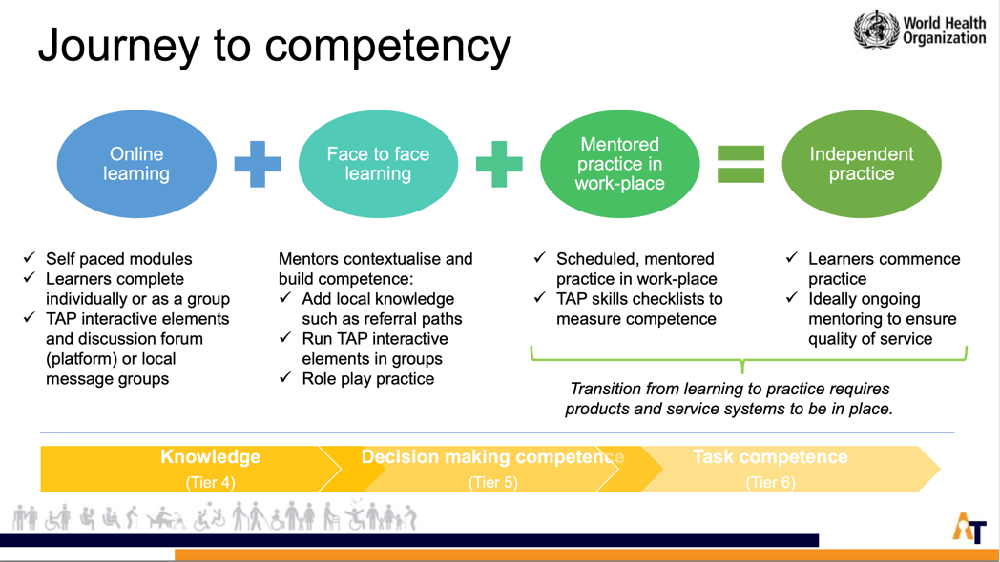 Journey to competency
World Health
Organization
Online
learning
Face to face
learning
Mentored
practice in
work-place
Independent
practice
✓ Self paced modules
✓ Learners complete
individually or as a group
✓ TAP interactive elements
and discussion forum
(platform) or local
message groups
Mentors contextualise and
build competence:
✓ Add local knowledge
such as referral paths
✓ Run TAP interactive
elements in groups
✓ Role play practice
✓ Scheduled, mentored
practice in work-place
✓ TAP skills checklists to
measure competence
✓ Learners commence
practice
✓ Ideally ongoing
mentoring to ensure
quality of service
Transition from learning to practice requires
products and service systems to be in place.
Knowledge
(Tier 4)
Decision making competence
(Tier 5)
Task competence
(Tier 6)
AT